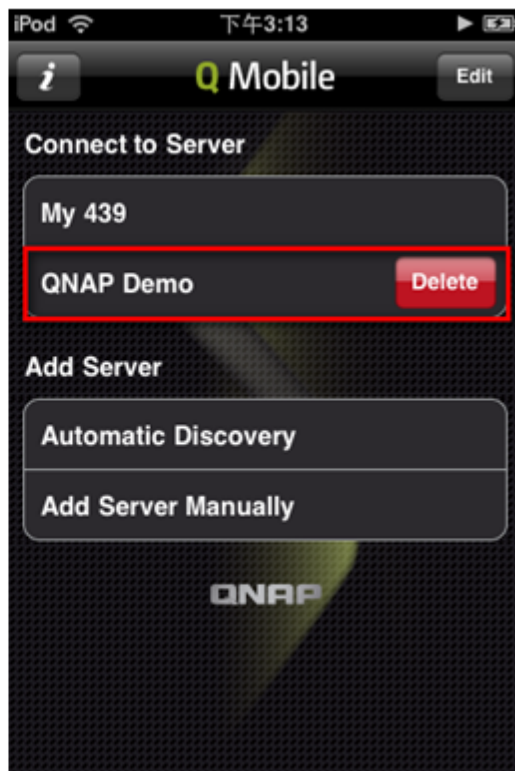 iPod 下午3:13
i Q Mobile Edit
Connect to Server
My 439
QNAP Demo Delete
Add Server
Automatic Discovery
Add Server Manually
QNAP